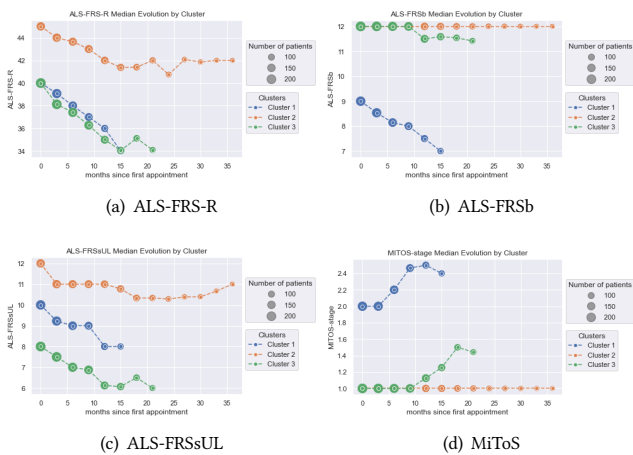 ALS-FRS-R Median Evolution by Cluster
ALS-FRS-R
44
42
40
38
36
34
0 5 10 15 20 25 30 35
months since first appointment
Number of patients
100
150
200
Clusters
Cluster 1
Cluster 2
Cluster 3
(a) ALS-FRS-R
ALS-FRSb Median Evolution by Cluster
ALS-FRSb
12
11
10
9
8
7
0 5 10 15 20 25 30 35
months since first appointment
Number of patients
100
150
200
Clusters
Cluster 1
Cluster 2
Cluster 3
(b) ALS-FRSb
ALS-FRSsUL Median Evolution by Cluster
ALS-FRSsUL
12
11
10
9
8
7
6
0 5 10 15 20 25 30 35
months since first appointment
Number of patients
100
150
200
Clusters
Cluster 1
Cluster 2
Cluster 3
(c) ALS-FRSsUL
MITOS-stage Median Evolution by Cluster
MITOS-stage
2.4
2.2
2.0
1.8
1.6
1.4
1.2
1.0
0 5 10 15 20 25 30 35
months since first appointment
Number of patients
100
150
200
Clusters
Cluster 1
Cluster 2
Cluster 3
(d) MiToS